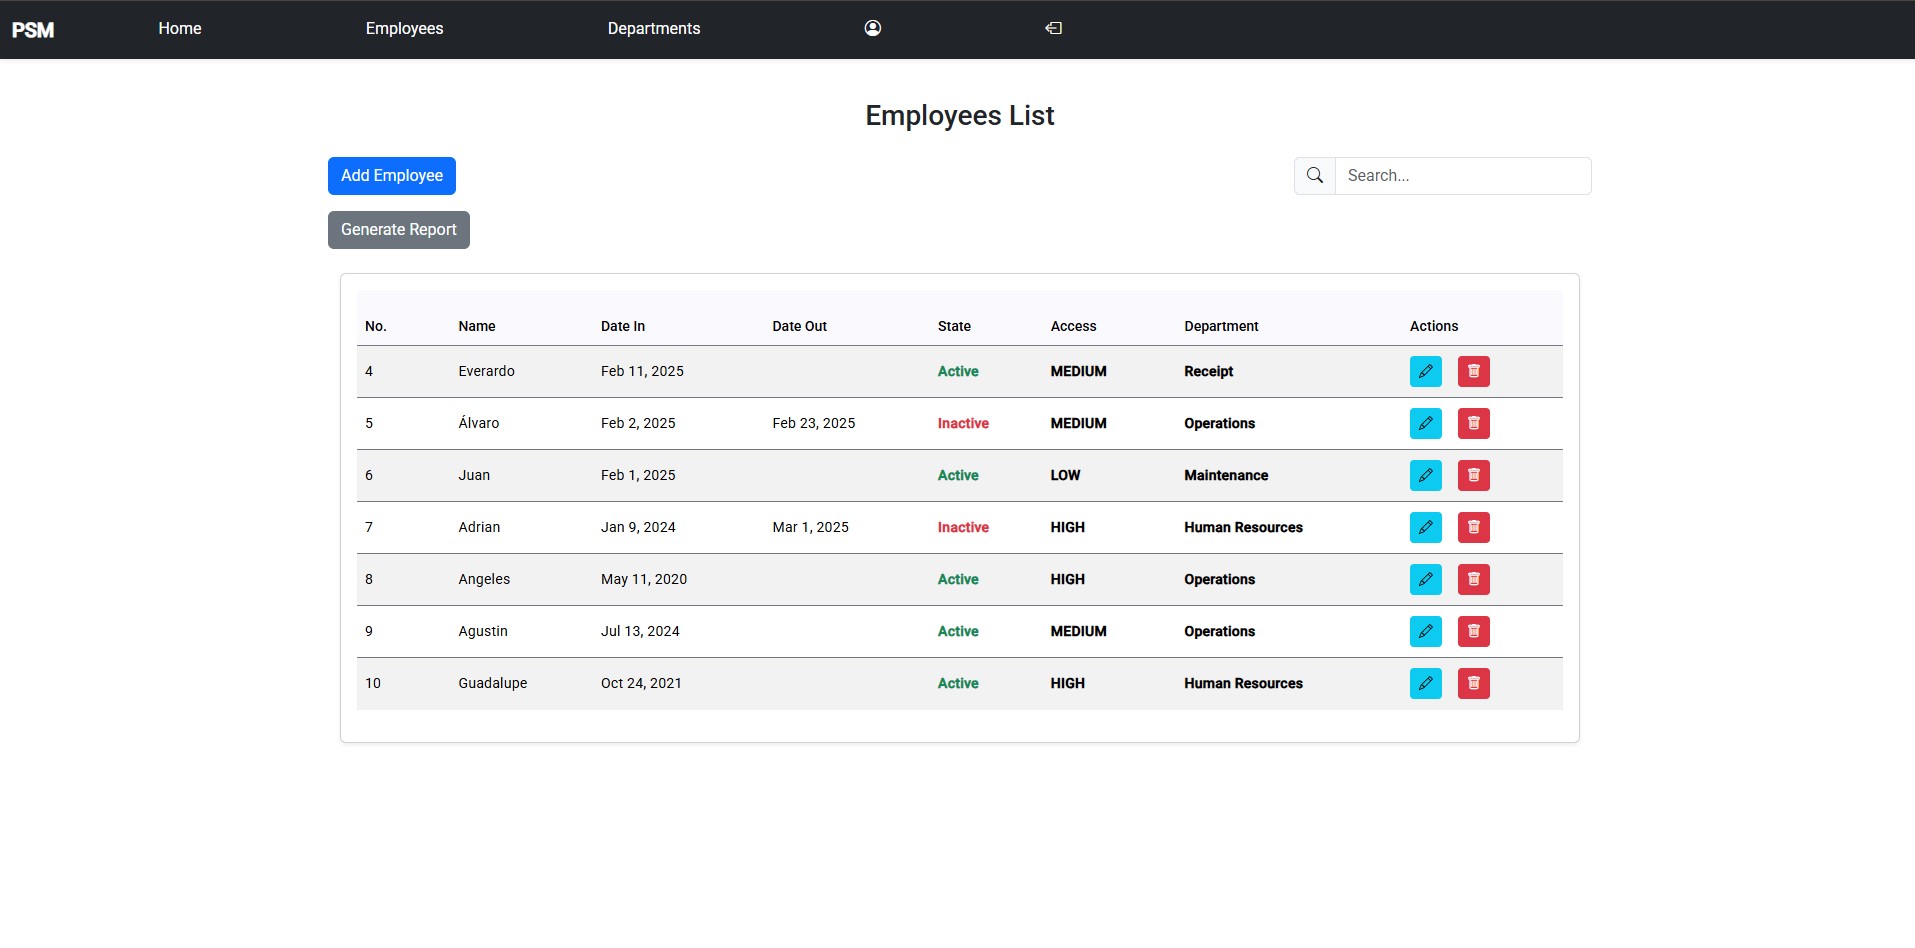 PSM Home Employees Departments
Employees List
Add Employee Search...
Generate Report
No. Name Date In Date Out State Access Department Actions
4 Everardo Feb 11, 2025 Active MEDIUM Receipt
5 Álvaro Feb 2, 2025 Feb 23, 2025 Inactive MEDIUM Operations
6 Juan Feb 1, 2025 Active LOW Maintenance
7 Adrian Jan 9, 2024 Mar 1, 2025 Inactive HIGH Human Resources
8 Angeles May 11, 2020 Active HIGH Operations
9 Agustin Jul 13, 2024 Active MEDIUM Operations
10 Guadalupe Oct 24, 2021 Active HIGH Human Resources